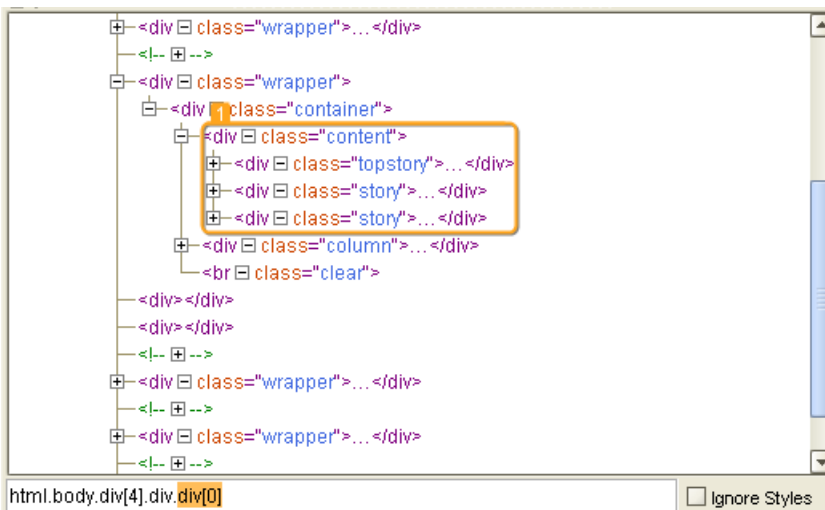 <div class="wrapper">...</div>
<!-- -->
<div class="wrapper">
<div class="container">
1
<div class="content">
<div class="topstory">...</div>
<div class="story">...</div>
<div class="story">...</div>
<div class="column">...</div>
<br class="clear">
<div></div>
<div></div>
<!-- -->
<div class="wrapper">...</div>
<!-- -->
<div class="wrapper">...</div>
<!-- -->
html.body.div[4].div.div[0]
Ignore Styles